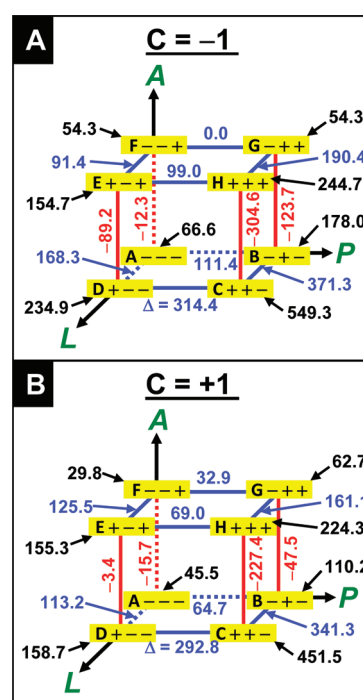 A
C = −1
A
54.3
54.3
F − − +
0.0
G − + +
91.4
190.4
99.0
154.7
E + − +
H + + +
244.7
−89.2
−12.3
−304.6
−123.7
66.6
178.0
168.3
A − − −
111.4
B − + −
P
234.9
D + − −
C + + −
371.3
Δ = 314.4
549.3
L
B
C = +1
A
29.8
62.7
F − − +
32.9
G − + +
125.5
161.1
69.0
155.3
E + − +
H + + +
224.3
−3.4
−15.7
−227.4
−47.5
45.5
110.2
113.2
A − − −
64.7
B − + −
P
158.7
D + − −
C + + −
341.3
Δ = 292.8
451.5
L